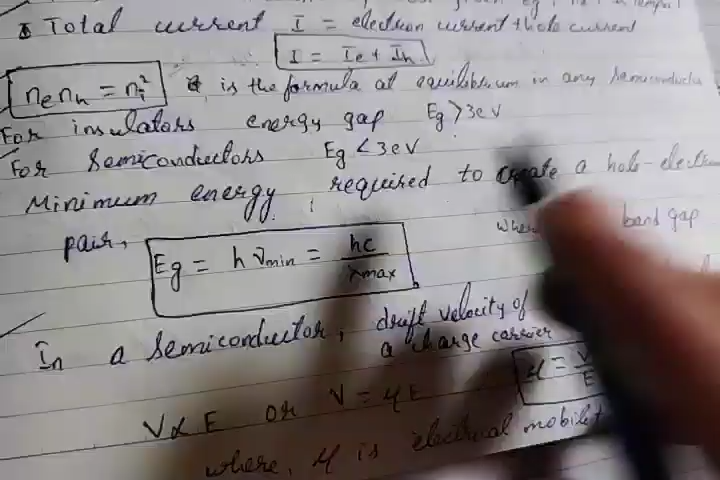 Total current I = electron current + hole current
I = Ie + Ih
nenh = ni² is the formula at equilibrium in any semiconductor
For insulators energy gap Eg > 3eV
For semiconductors Eg < 3eV
Minimum energy required to create a hole-electron
pair, band gap
Eg = hνmin = hc/λmax
In a semiconductor, drift velocity of
a charge carrier
V ∝ E or V = μE
where, μ is electrical